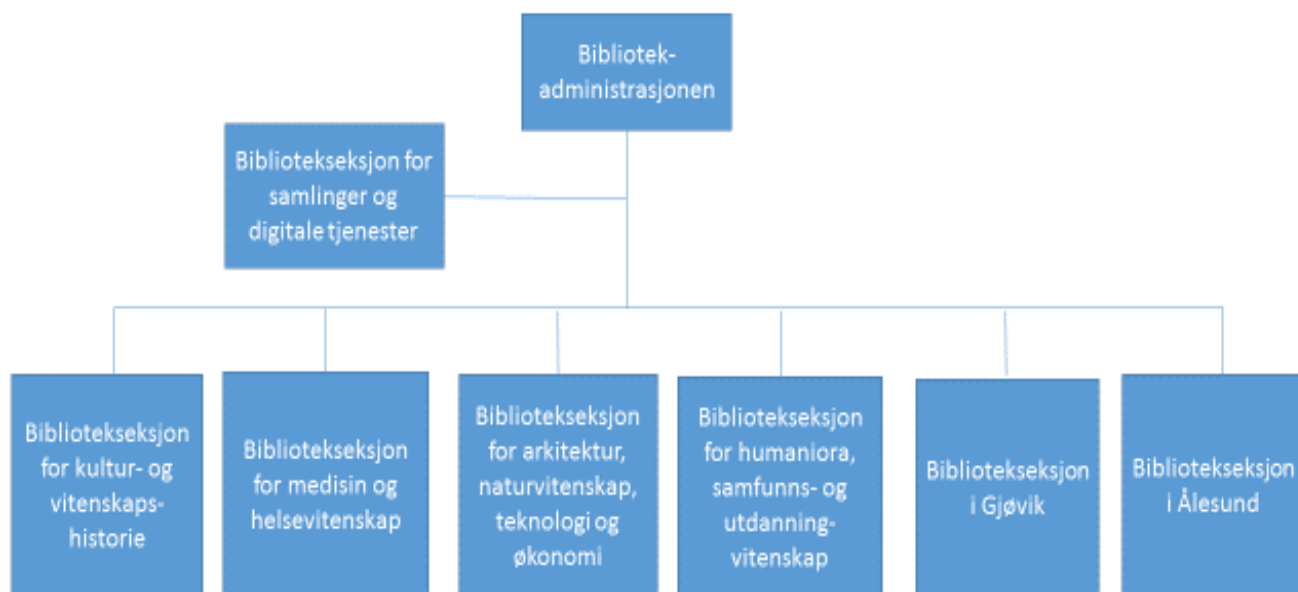 Bibliotek-
administrasjonen
Bibliotekseksjon for
samlinger og
digitale tjenester
Bibliotekseksjon
for kultur- og
vitenskaps-
historie
Bibliotekseksjon
for medisin og
helsevitenskap
Bibliotekseksjon
for arkitektur,
naturvitenskap,
teknologi og
økonomi
Bibliotekseksjon
for humaniora,
samfunns- og
utdanning-
vitenskap
Bibliotekseksjon
i Gjøvik
Bibliotekseksjon
i Ålesund